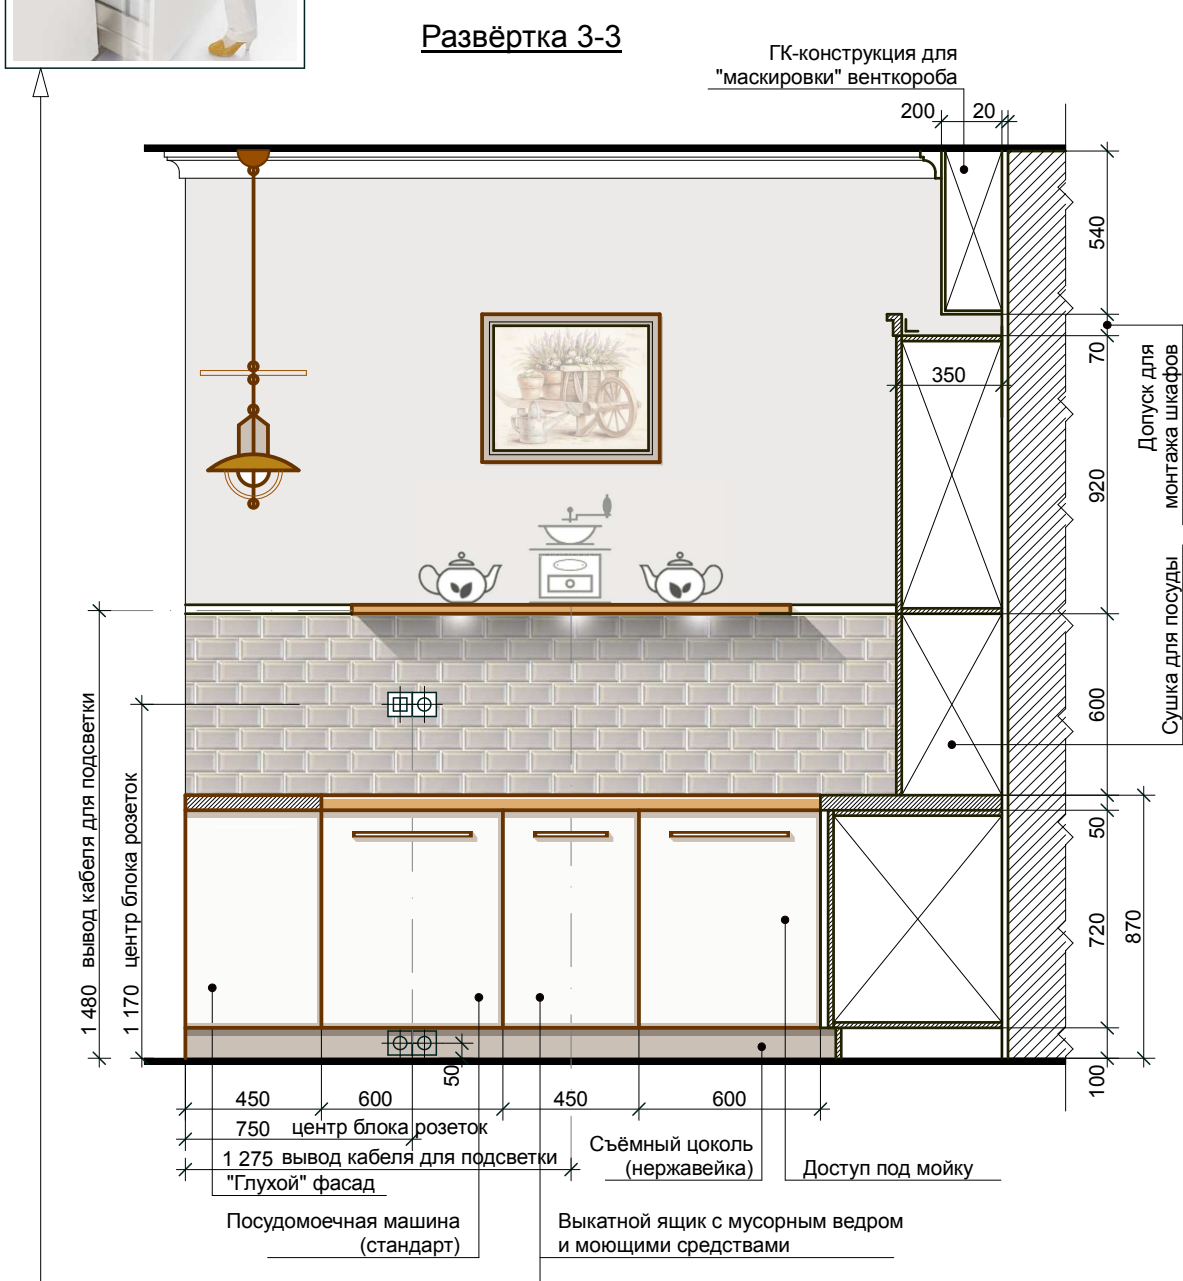 Развёртка 3-3
ГК-конструкция для
"маскировки" венткороба
200
20
540
70
350
Допуск для
монтажа шкафов
920
Сушка для посуды
600
1 480 вывод кабеля для подсветки
1 170 центр блока розеток
50
720
870
100
50
450
600
450
600
750 центр блока розеток
1 275 вывод кабеля для подсветки
"Глухой" фасад
Съёмный цоколь
(нержавейка)
Доступ под мойку
Посудомоечная машина
(стандарт)
Выкатной ящик с мусорным ведром
и моющими средствами